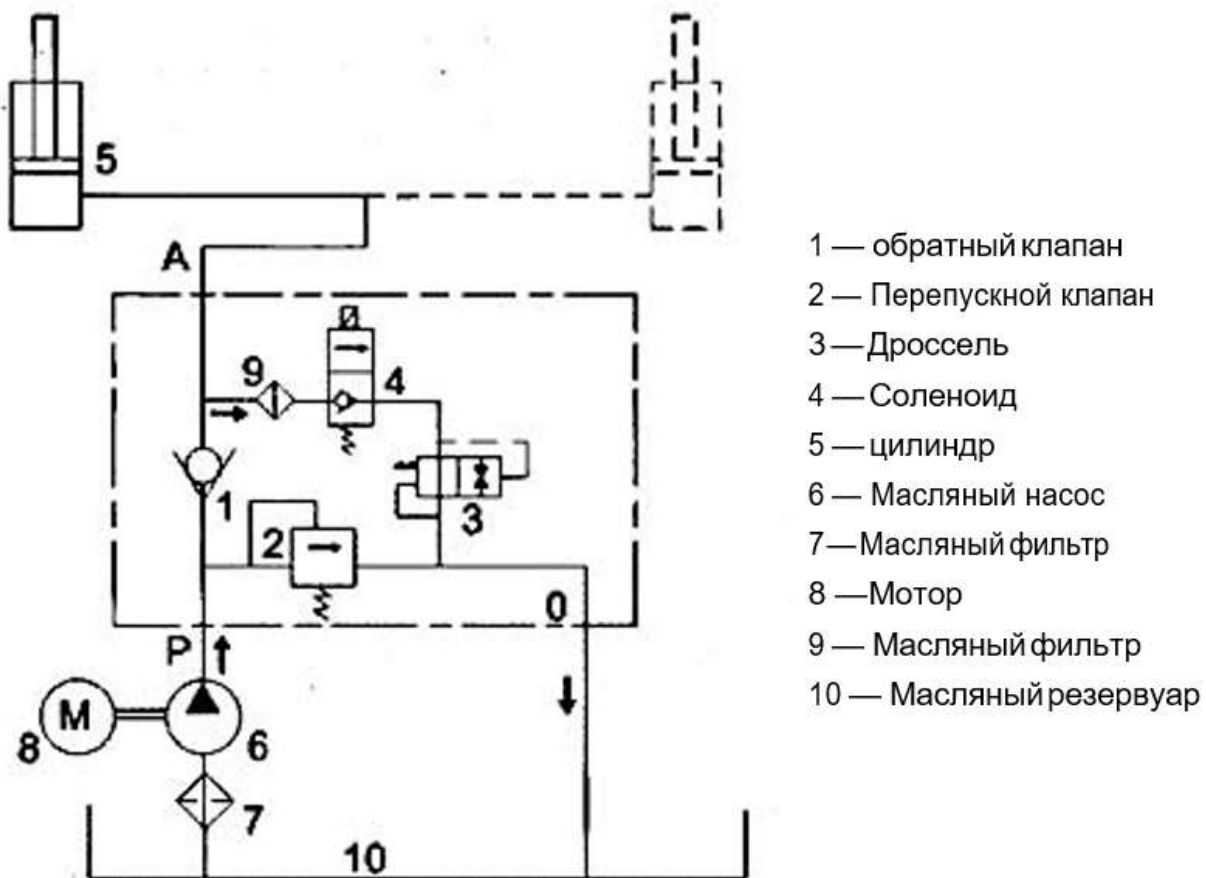 5
A
9
4
1
2
3
0
P
M
8
6
7
10
1 — обратный клапан
2 — Перепускной клапан
3 — Дроссель
4 — Соленоид
5 — цилиндр
6 — Масляный насос
7 — Масляный фильтр
8 — Мотор
9 — Масляный фильтр
10 — Масляный резервуар